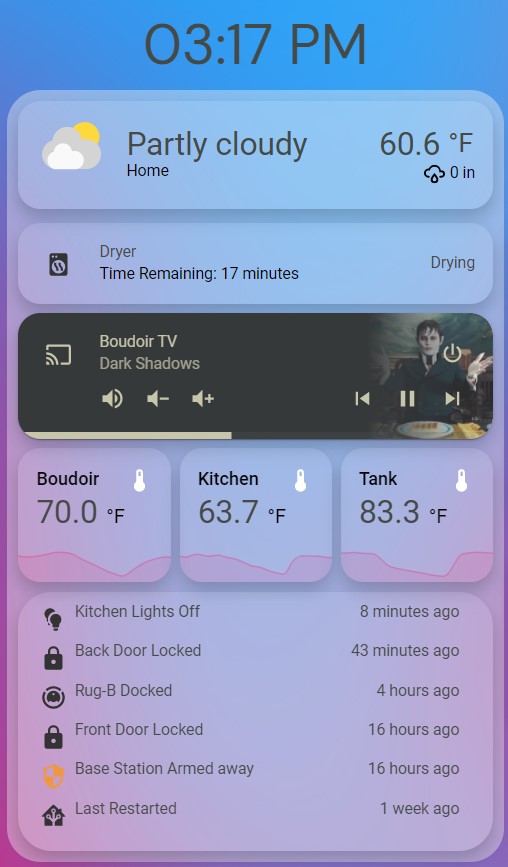 03:17 PM
Partly cloudy
60.6 °F
Home
0 in
Dryer
Time Remaining: 17 minutes
Drying
Boudoir TV
Dark Shadows
Boudoir
70.0 °F
Kitchen
63.7 °F
Tank
83.3 °F
Kitchen Lights Off 8 minutes ago
Back Door Locked 43 minutes ago
Rug-B Docked 4 hours ago
Front Door Locked 16 hours ago
Base Station Armed away 16 hours ago
Last Restarted 1 week ago